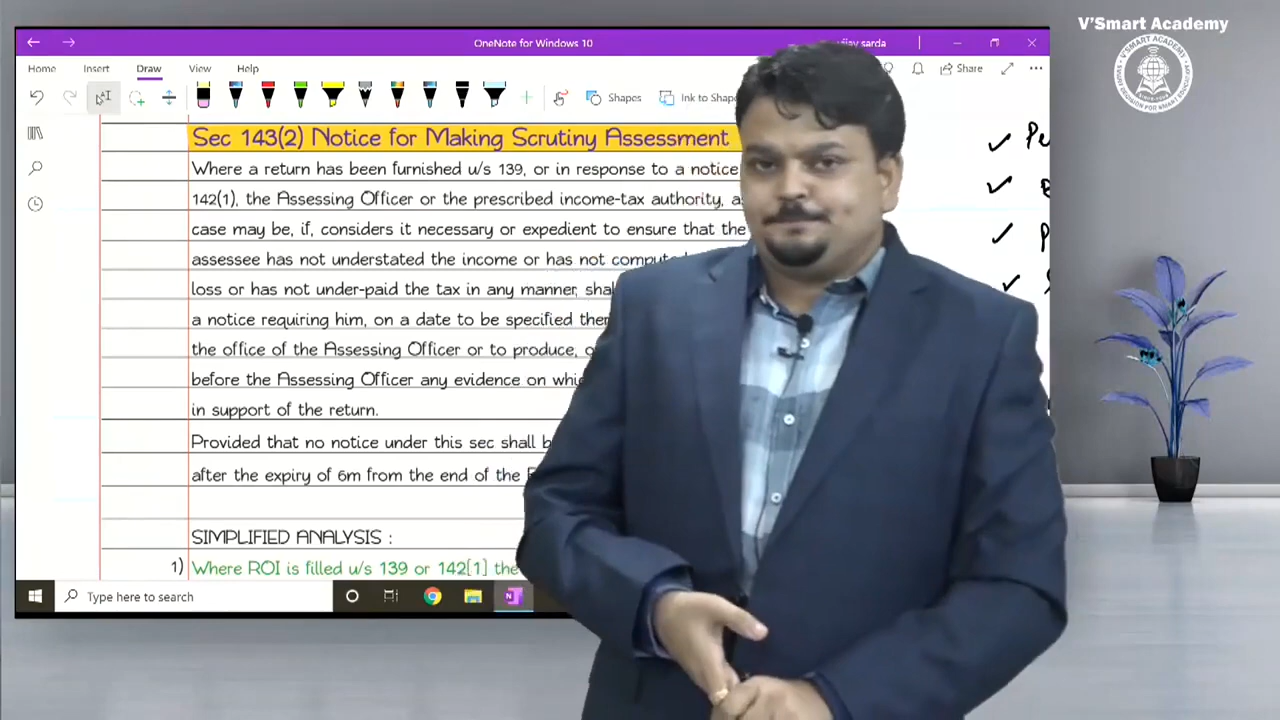 V'Smart Academy
OneNote for Windows 10
vijay sarda
Home Insert Draw View Help
Share
Shapes
Ink to Shape
Sec 143(2) Notice for Making Scrutiny Assessment
Where a return has been furnished u/s 139, or in response to a notice
142(1), the Assessing Officer or the prescribed income-tax authority, as
case may be, if, considers it necessary or expedient to ensure that the
assessee has not understated the income or has not computed
loss or has not under-paid the tax in any manner, shall
a notice requiring him, on a date to be specified
the office of the Assessing Officer or to produce,
before the Assessing Officer any evidence on
in support of the return.
Provided that no notice under this sec shall
after the expiry of 6m from the end of the
SIMPLIFIED ANALYSIS :
1) Where ROI is filled u/s 139 or 142[1] the
Type here to search